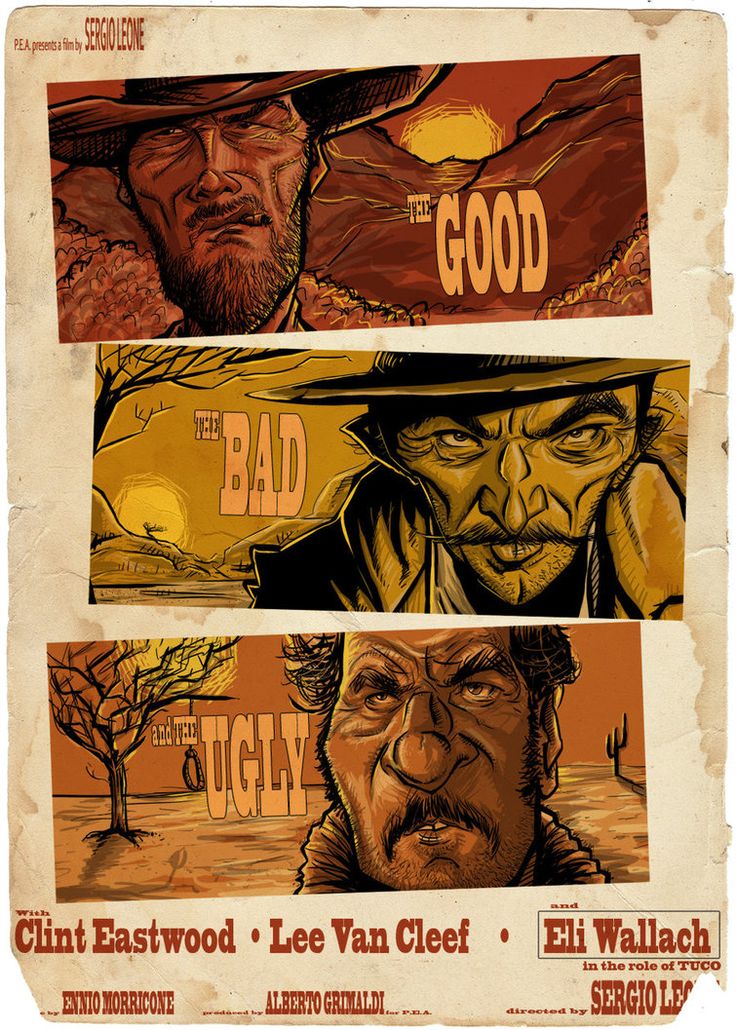 P.E.A. presents a film by SERGIO LEONE
THE
GOOD
THE
BAD
and THE
UGLY
With
Clint Eastwood • Lee Van Cleef •
and
Eli Wallach
in the role of TUCO
by ENNIO MORRICONE
produced by ALBERTO GRIMALDI for P.E.A.
directed by SERGIO